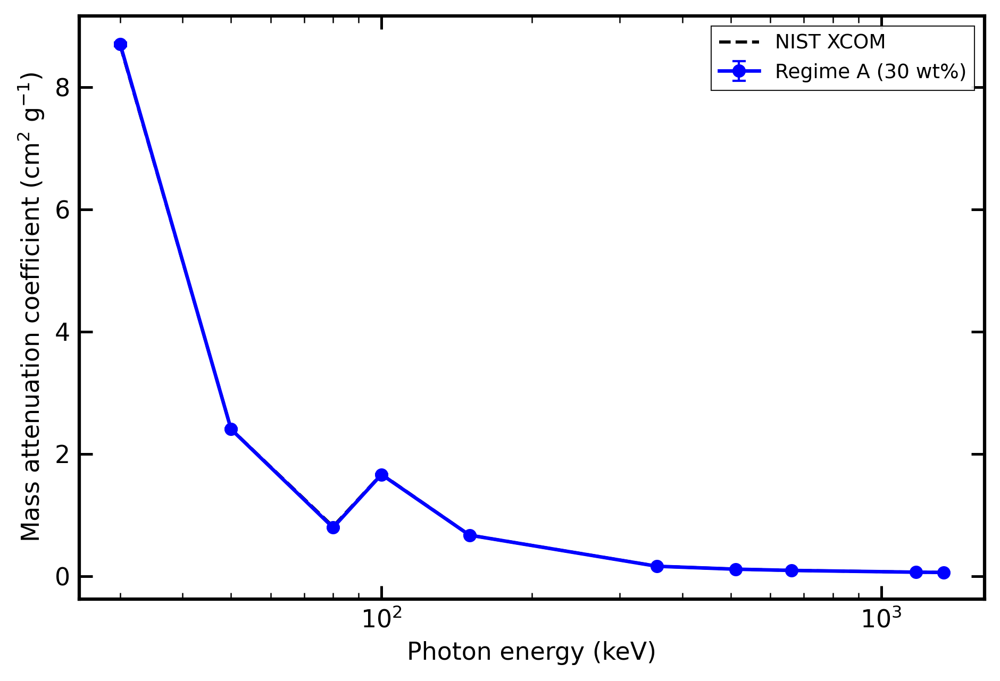 NIST XCOM
Regime A (30 wt%)
Mass attenuation coefficient (cm² g⁻¹)
8
6
4
2
0
10² 10³
Photon energy (keV)